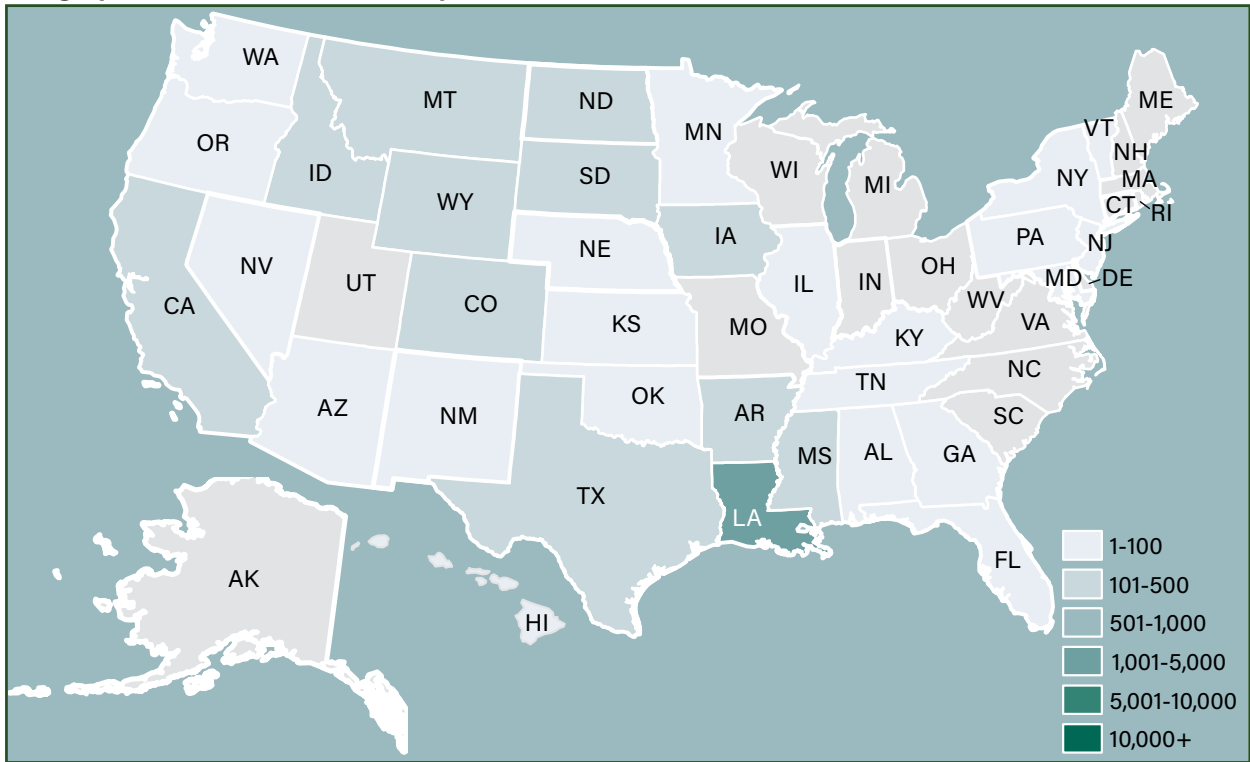 WA
MT
ND
MN
ME
VT
NH
OR
ID
SD
WI
MI
MA
NY
WY
CT
RI
IA
PA
NE
NJ
NV
UT
CO
IL
IN
OH
MD
DE
WV
CA
KS
MO
VA
KY
NC
TN
AZ
NM
OK
AR
SC
MS
AL
GA
TX
LA
AK
HI
FL
1-100
101-500
501-1,000
1,001-5,000
5,001-10,000
10,000+